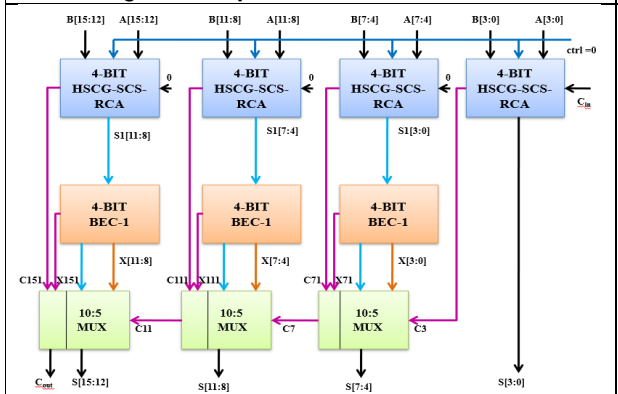 B[15:12] A[15:12] B[11:8] A[11:8] B[7:4] A[7:4] B[3:0] A[3:0]
ctrl =0
4-BIT
HSCG-SCS-
RCA
0
4-BIT
HSCG-SCS-
RCA
0
4-BIT
HSCG-SCS-
RCA
0
4-BIT
HSCG-SCS-
RCA
Cin
S1[11:8] S1[7:4] S1[3:0]
4-BIT
BEC-1
4-BIT
BEC-1
4-BIT
BEC-1
X[11:8] X[7:4] X[3:0]
C151 X151 C111 X111 C71 X71
10:5
MUX
C11
10:5
MUX
C7
10:5
MUX
C3
Cout S[15:12] S[11:8] S[7:4] S[3:0]